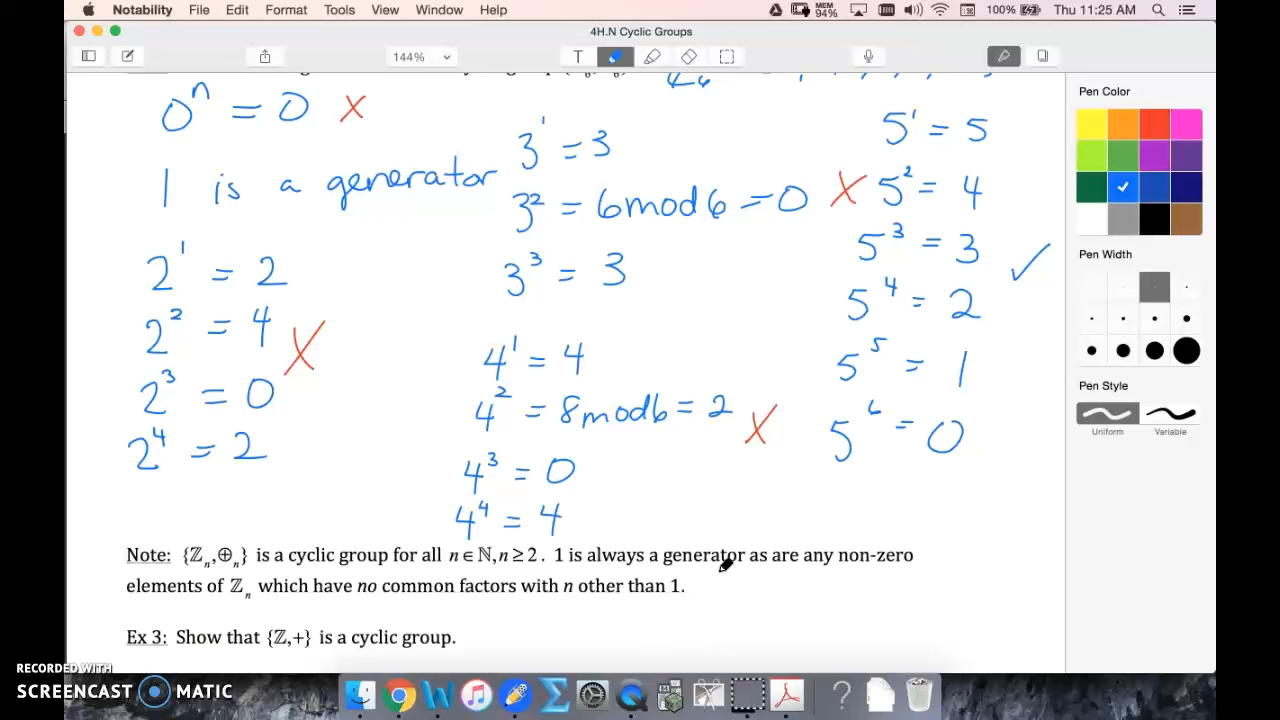 Notability File Edit Format Tools View Window Help
MEM 94%
100%
Thu 11:25 AM
4H.N Cyclic Groups
144%
T
0^n = 0 X
1 is a generator
2^1 = 2
2^2 = 4 X
2^3 = 0
2^4 = 2
3^1 = 3
3^2 = 6mod6 = 0 X
3^3 = 3
4^1 = 4
4^2 = 8mod6 = 2 X
4^3 = 0
4^4 = 4
5^1 = 5
5^2 = 4
5^3 = 3 ✓
5^4 = 2
5^5 = 1
5^6 = 0
Note: {ℤ_n,⊕_n} is a cyclic group for all n∈ℕ,n≥2. 1 is always a generator as are any non-zero
elements of ℤ_n which have no common factors with n other than 1.
Ex 3: Show that {ℤ,+} is a cyclic group.
Pen Color
Pen Width
Pen Style
Uniform Variable
RECORDED WITH
SCREENCAST MATIC